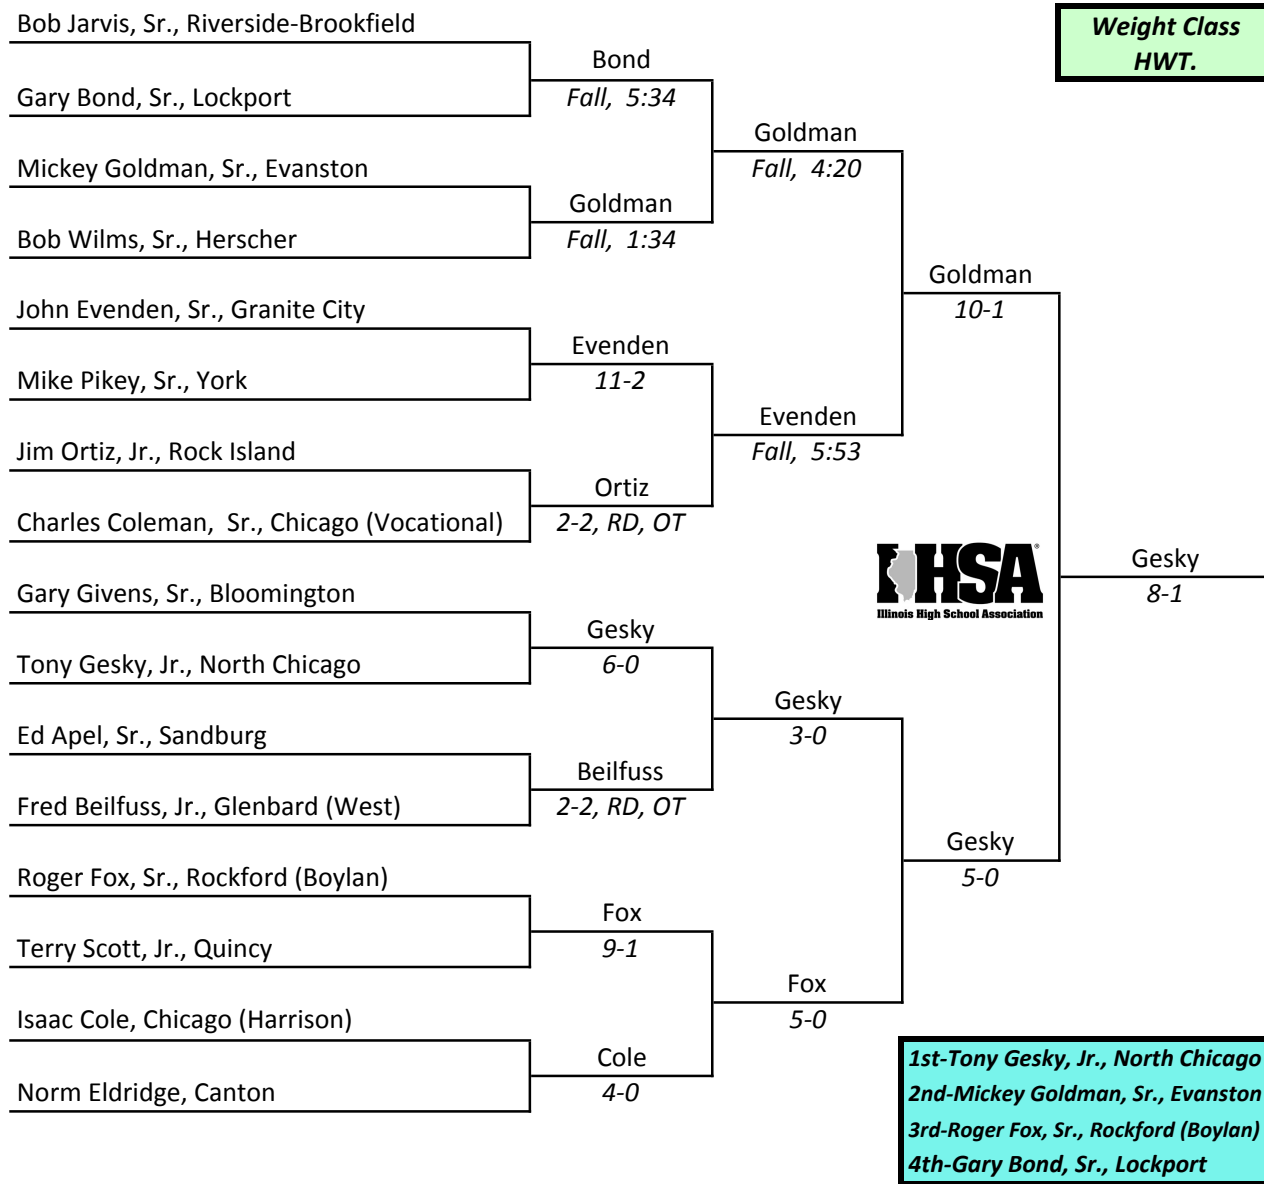 Bob Jarvis, Sr., Riverside-Brookfield
Weight Class
HWT.
Bond
Fall, 5:34
Gary Bond, Sr., Lockport
Goldman
Fall, 4:20
Mickey Goldman, Sr., Evanston
Goldman
Fall, 1:34
Bob Wilms, Sr., Herscher
Goldman
10-1
John Evenden, Sr., Granite City
Evenden
11-2
Mike Pikey, Sr., York
Evenden
Fall, 5:53
Jim Ortiz, Jr., Rock Island
Ortiz
2-2, RD, OT
Charles Coleman, Sr., Chicago (Vocational)
IHSA®
Illinois High School Association
Gesky
8-1
Gary Givens, Sr., Bloomington
Gesky
6-0
Tony Gesky, Jr., North Chicago
Gesky
3-0
Ed Apel, Sr., Sandburg
Beilfuss
2-2, RD, OT
Fred Beilfuss, Jr., Glenbard (West)
Gesky
5-0
Roger Fox, Sr., Rockford (Boylan)
Fox
9-1
Terry Scott, Jr., Quincy
Fox
5-0
Isaac Cole, Chicago (Harrison)
Cole
4-0
Norm Eldridge, Canton
1st-Tony Gesky, Jr., North Chicago
2nd-Mickey Goldman, Sr., Evanston
3rd-Roger Fox, Sr., Rockford (Boylan)
4th-Gary Bond, Sr., Lockport